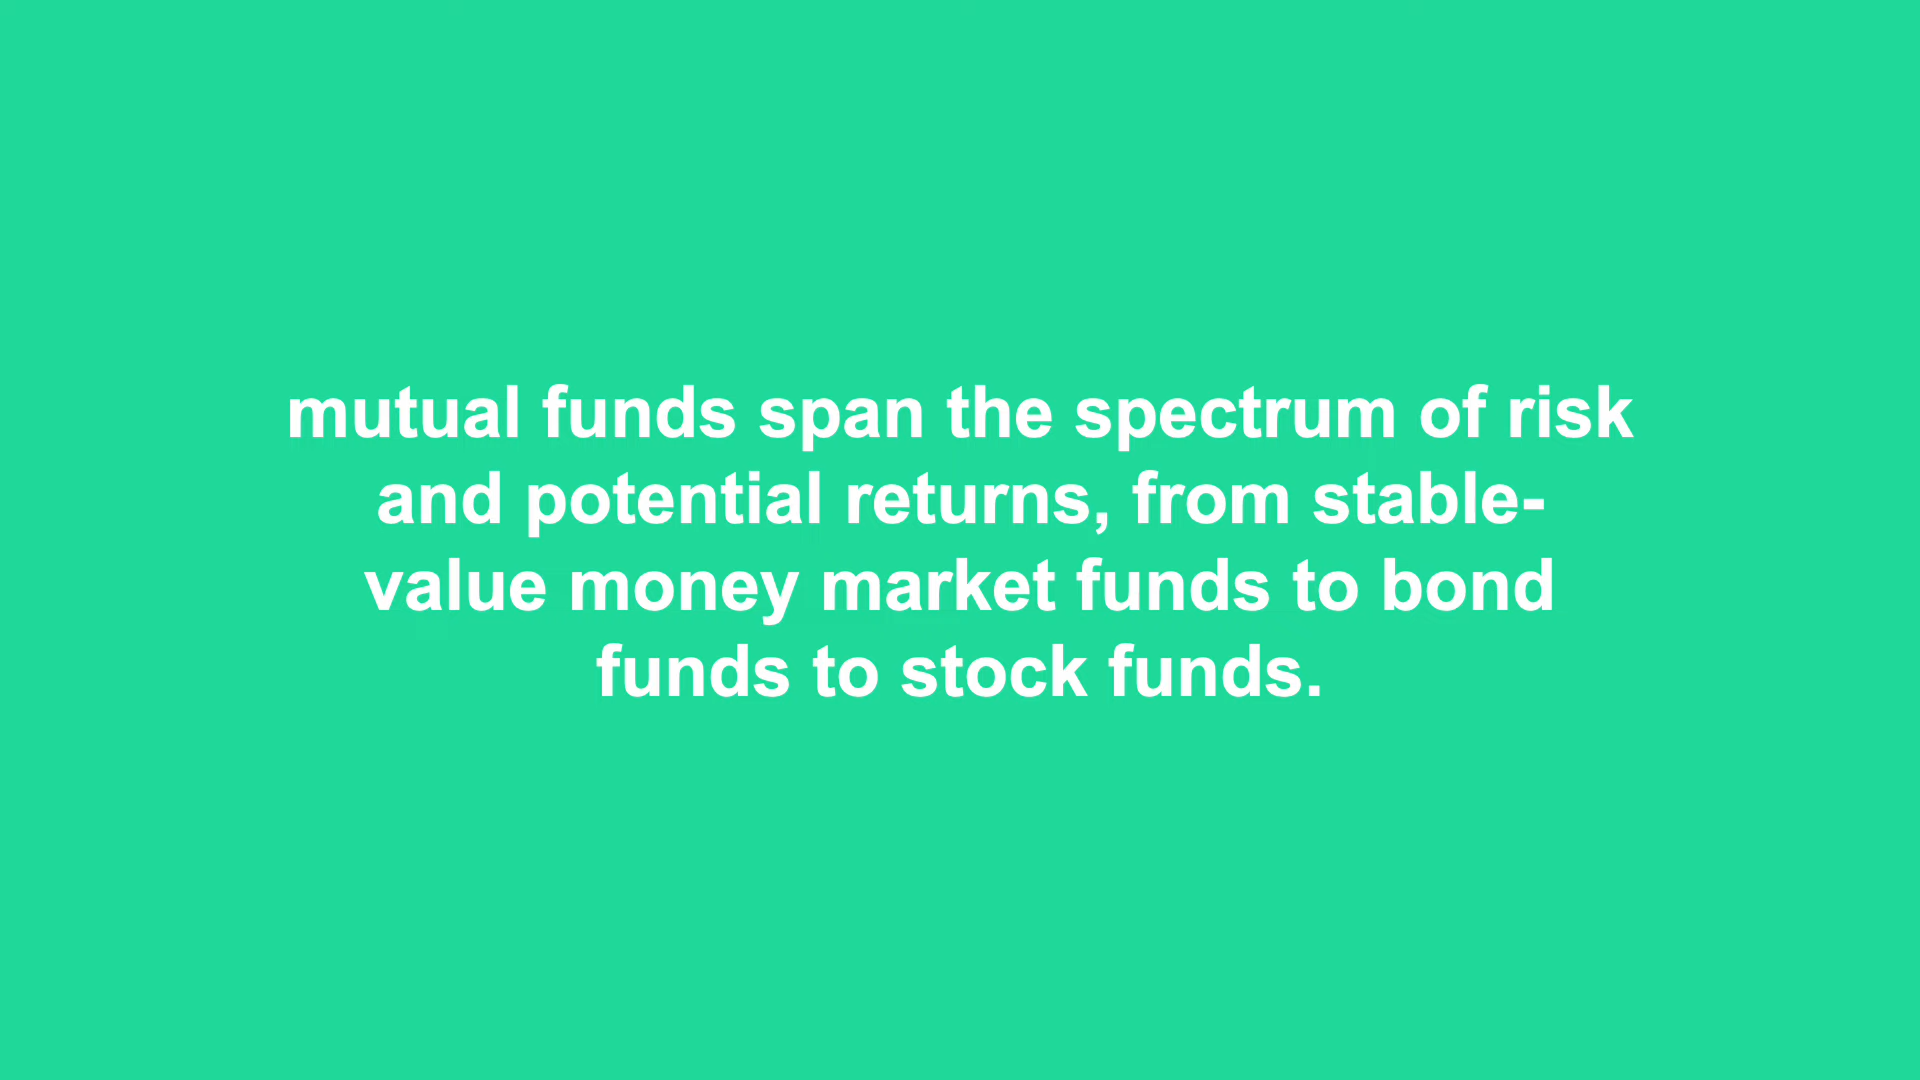 mutual funds span the spectrum of risk
and potential returns, from stable-
value money market funds to bond
funds to stock funds.